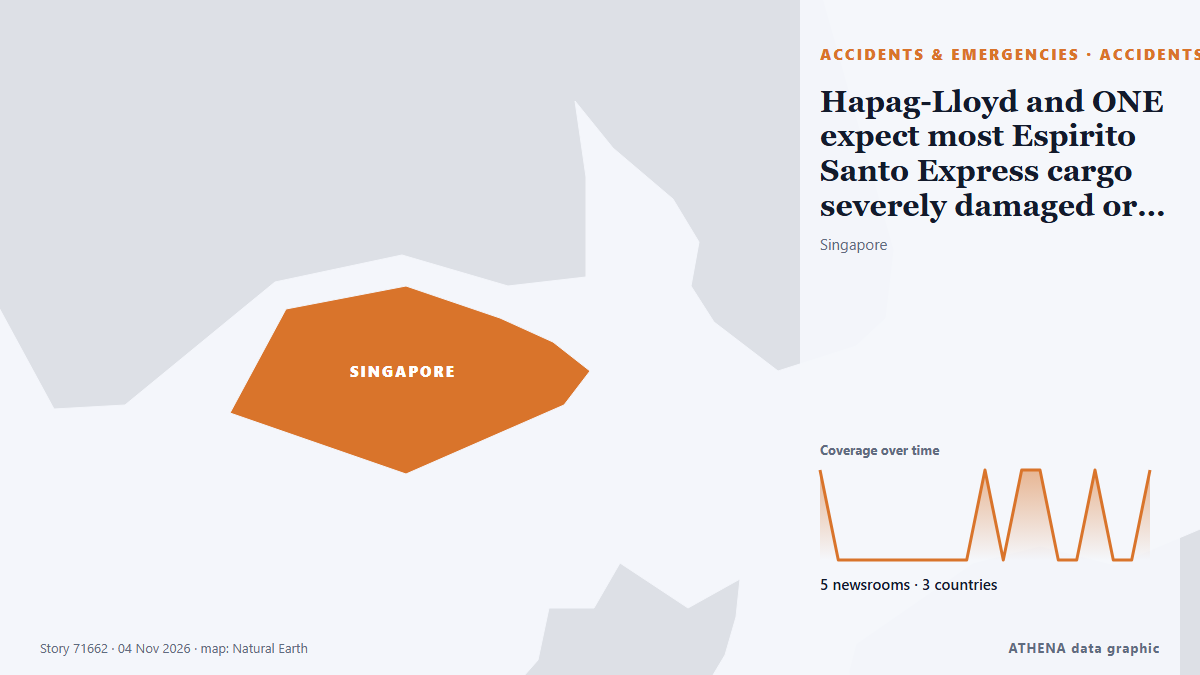 ACCIDENTS & EMERGENCIES · ACCIDENTS
Hapag-Lloyd and ONE
expect most Espirito
Santo Express cargo
severely damaged or…
Singapore
SINGAPORE
Coverage over time
5 newsrooms · 3 countries
Story 71662 · 04 Nov 2026 · map: Natural Earth
ATHENA data graphic